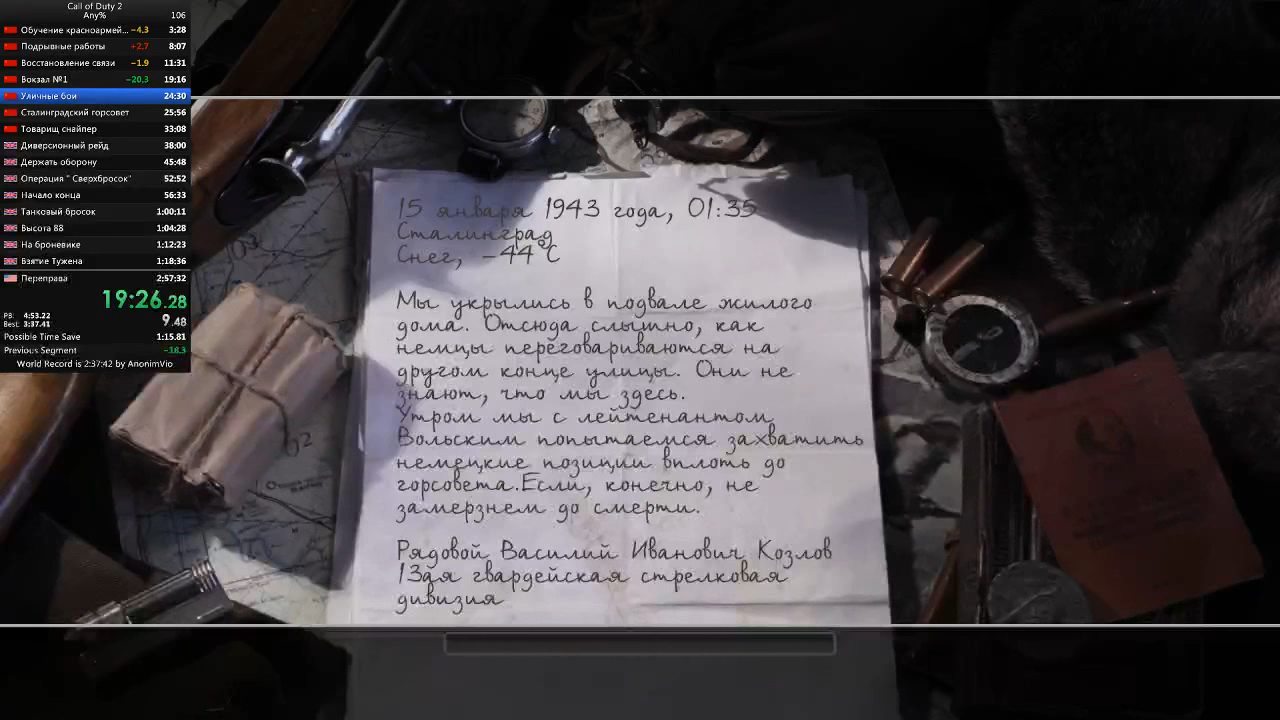 Call of Duty 2
Any% 106
Обучение красноармей... −4,3 3:28
Подрывные работы +2,7 8:07
Восстановление связи −1,9 11:31
Вокзал №1 −20,3 19:16
Уличные бои 24:30
Сталинградский горсовет 25:56
Товарищ снайпер 33:08
Диверсионный рейд 38:00
Держать оборону 45:48
Операция " Сверхбросок" 52:52
Начало конца 56:33
Танковый бросок 1:00:11
Высота 88 1:04:28
На броневике 1:12:23
Взятие Тужена 1:18:36
Переправа 2:57:32
19:26.28
PB: 4:53.22 9.48
Best: 3:37.41
Possible Time Save 1:15.81
Previous Segment −18.3
World Record is 2:37:42 by AnonimVio
15 января 1943 года, 01:35
Сталинград
Снег, −44°C
Мы укрылись в подвале жилого
дома. Отсюда слышно, как
немцы переговариваются на
другом конце улицы. Они не
знают, что мы здесь.
Утром мы с лейтенантом
Вольским попытаемся захватить
немецкие позиции вплоть до
горсовета.Если, конечно, не
замерзнем до смерти.
Рядовой Василий Иванович Козлов
13ая гвардейская стрелковая
дивизия